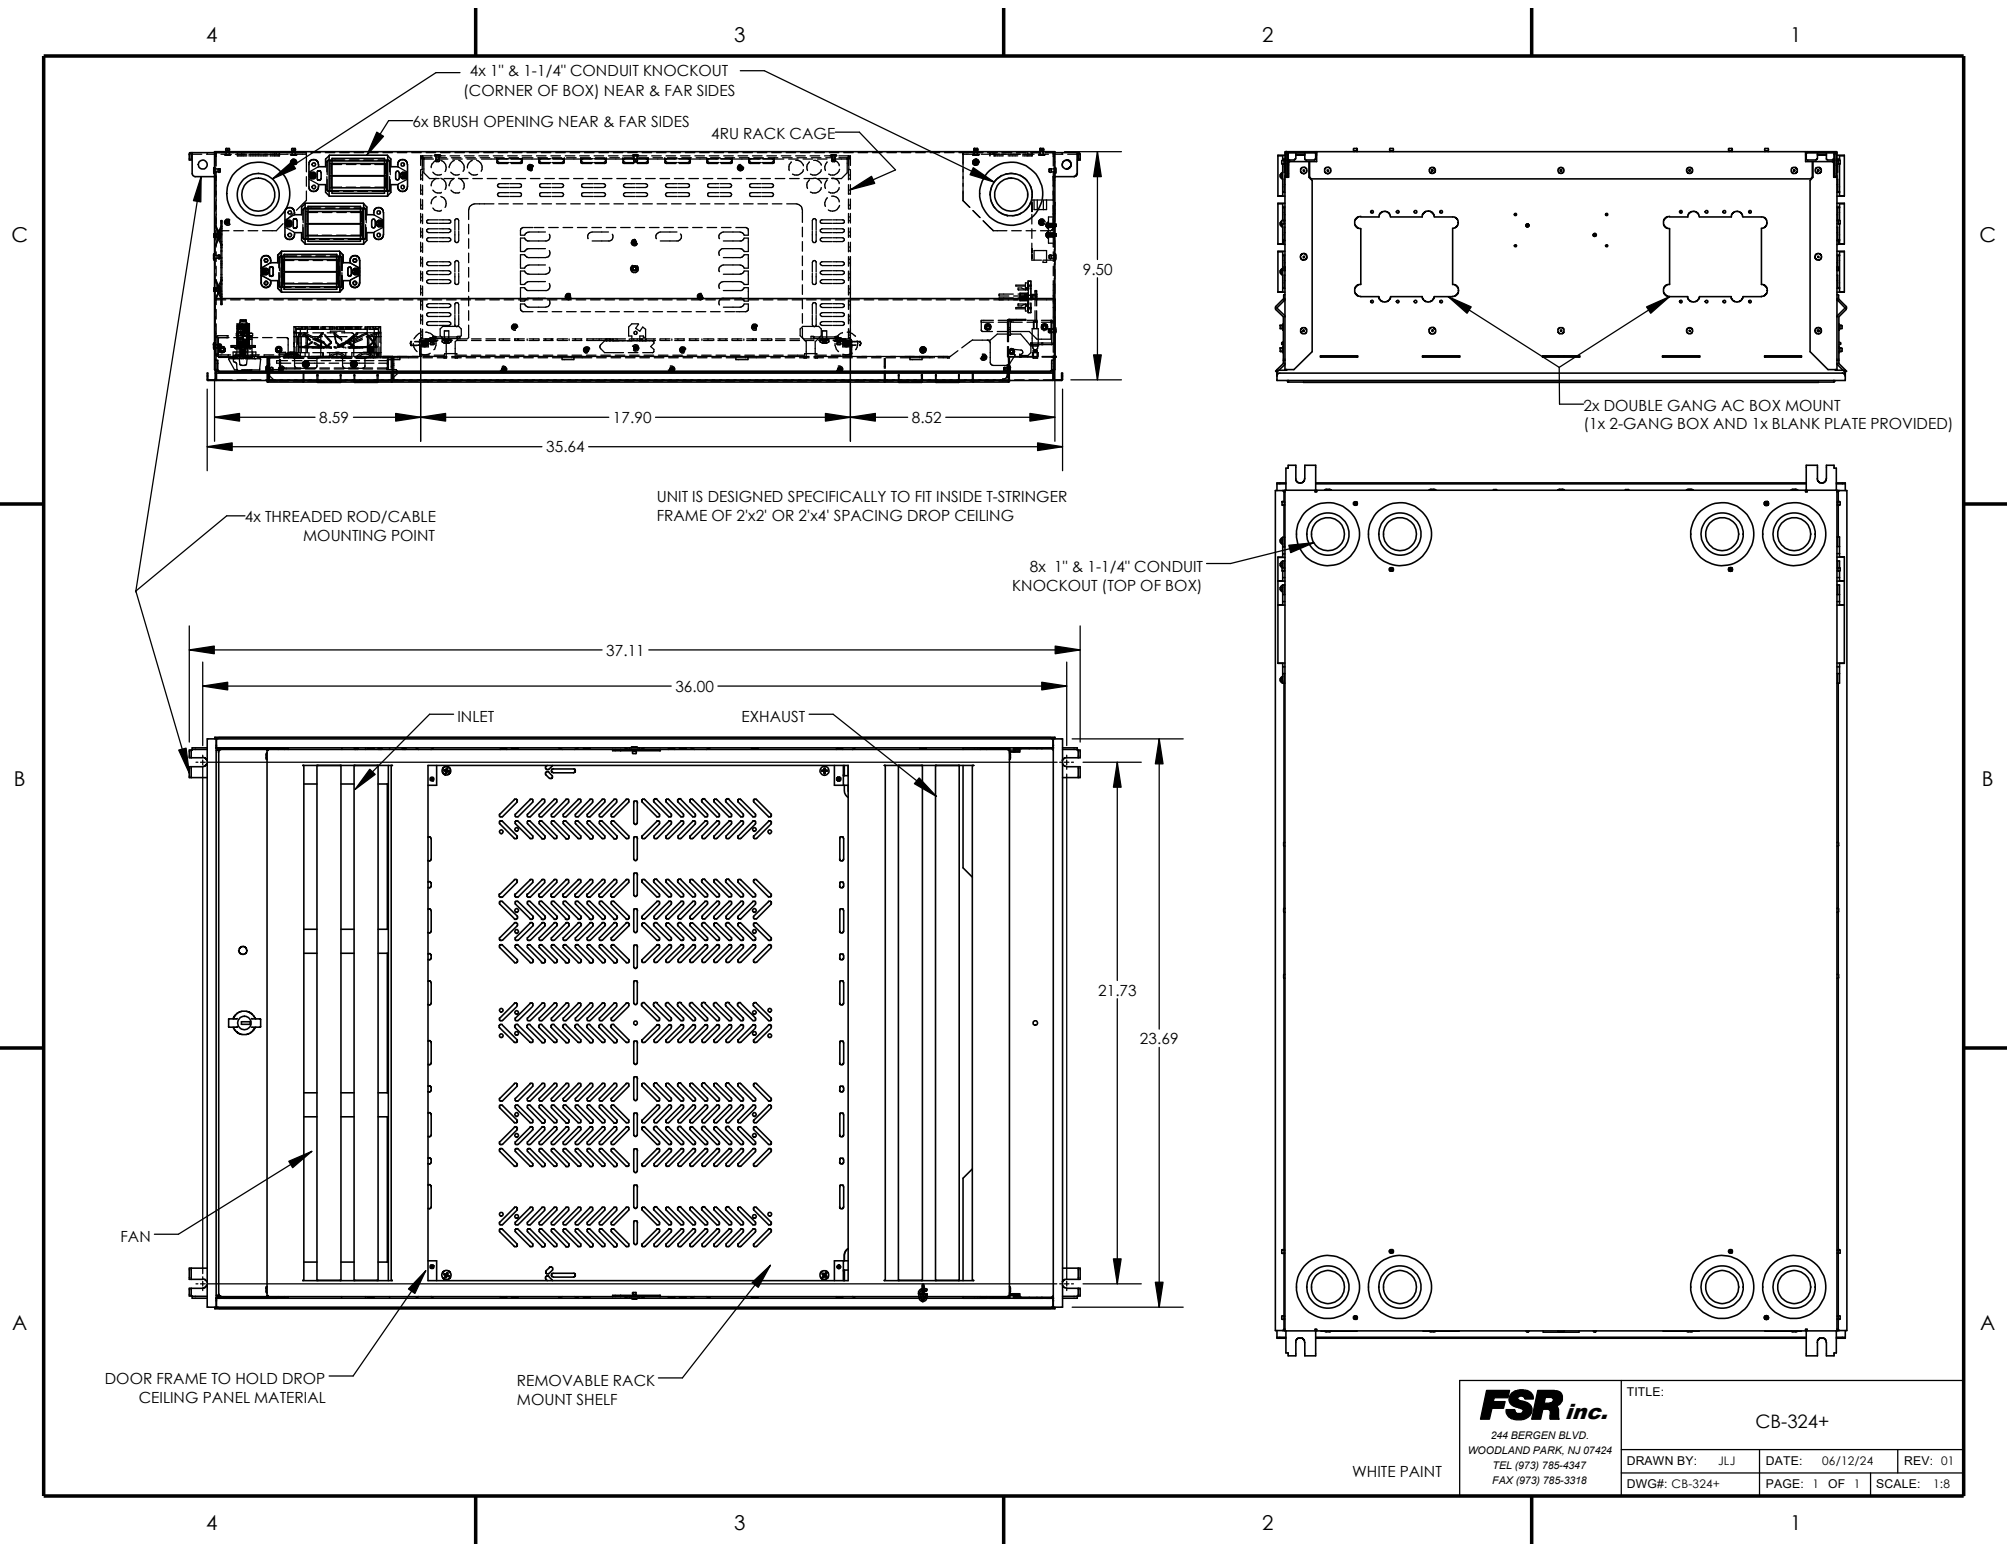 4
3
2
1
4x 1" & 1-1/4" CONDUIT KNOCKOUT
(CORNER OF BOX) NEAR & FAR SIDES
6x BRUSH OPENING NEAR & FAR SIDES
4RU RACK CAGE
C
C
9.50
8.59
17.90
8.52
35.64
2x DOUBLE GANG AC BOX MOUNT
(1x 2-GANG BOX AND 1x BLANK PLATE PROVIDED)
UNIT IS DESIGNED SPECIFICALLY TO FIT INSIDE T-STRINGER
FRAME OF 2'x2' OR 2'x4' SPACING DROP CEILING
4x THREADED ROD/CABLE
MOUNTING POINT
8x 1" & 1-1/4" CONDUIT
KNOCKOUT (TOP OF BOX)
37.11
36.00
INLET
EXHAUST
B
B
21.73
23.69
FAN
A
A
DOOR FRAME TO HOLD DROP
CEILING PANEL MATERIAL
REMOVABLE RACK
MOUNT SHELF
WHITE PAINT
FSR inc.
244 BERGEN BLVD.
WOODLAND PARK, NJ 07424
TEL (973) 785-4347
FAX (973) 785-3318
TITLE:
CB-324+
DRAWN BY: JLJ
DATE: 06/12/24
REV: 01
DWG#: CB-324+
PAGE: 1 OF 1
SCALE: 1:8
4
3
2
1